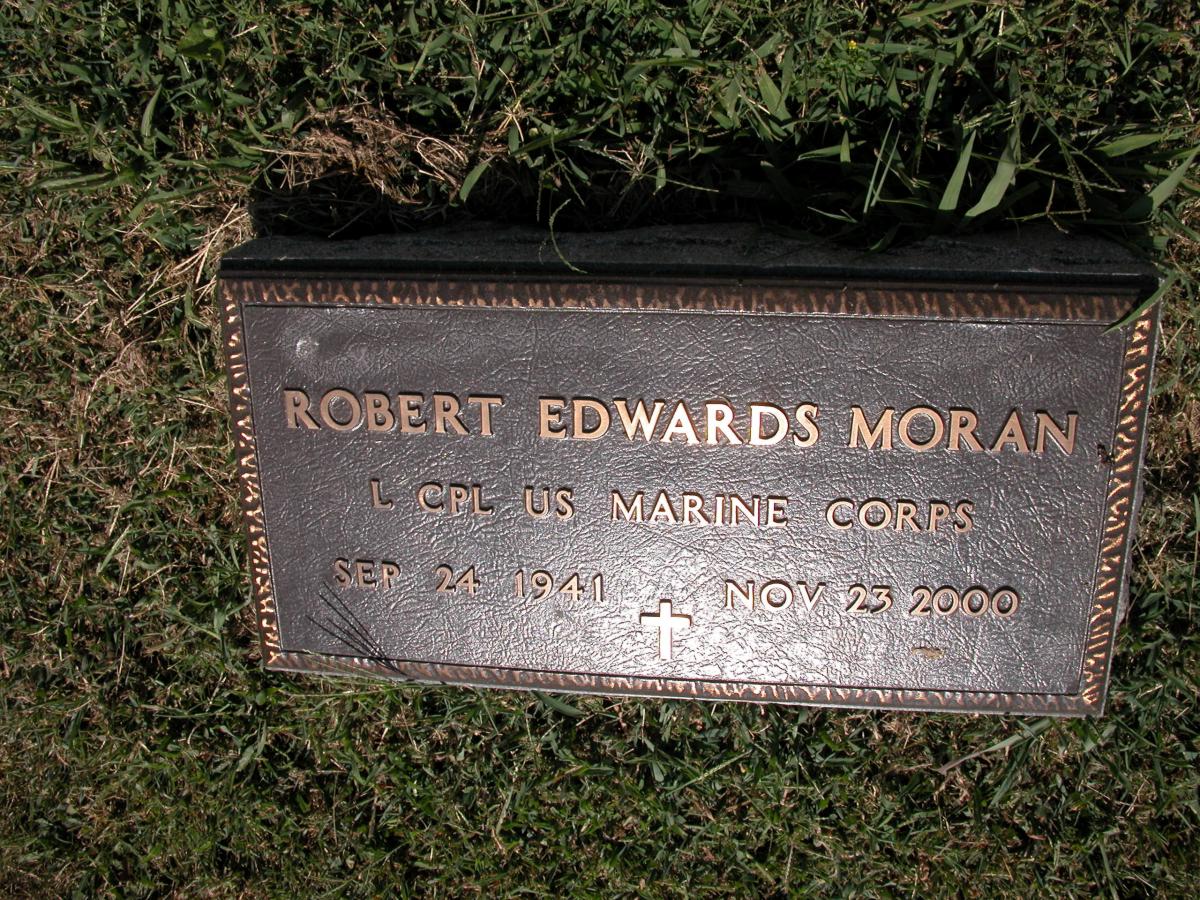 ROBERT EDWARDS MORAN
L CPL US MARINE CORPS
SEP 24 1941 NOV 23 2000